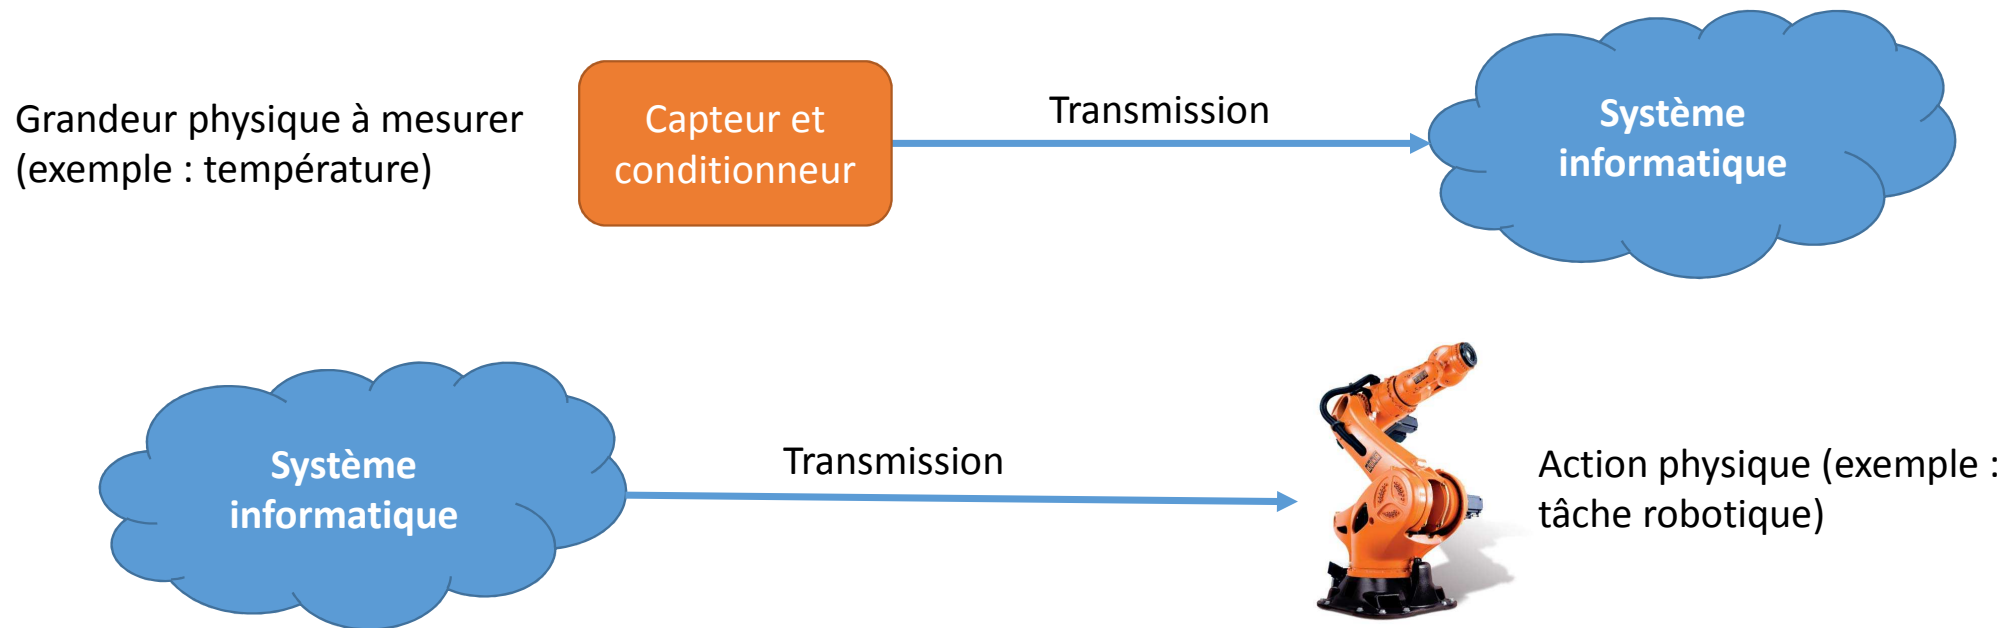 Grandeur physique à mesurer
(exemple : température)
Capteur et
conditionneur
Transmission
Système
informatique
Système
informatique
Transmission
Action physique (exemple :
tâche robotique)